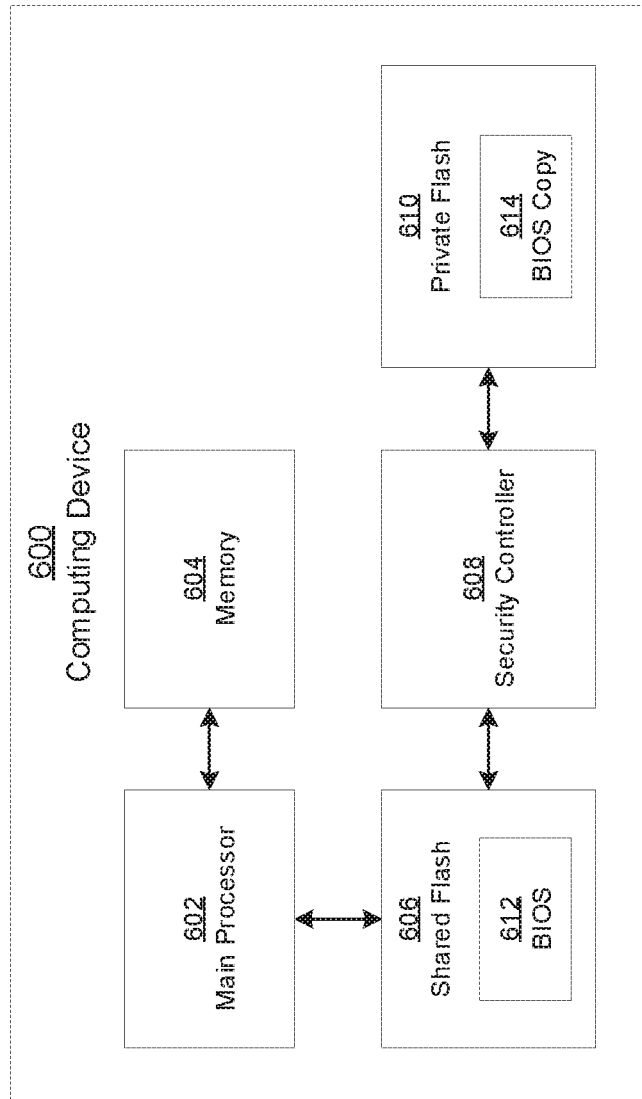 600
Computing Device
602
Main Processor
604
Memory
606
Shared Flash
612
BIOS
608
Security Controller
610
Private Flash
614
BIOS Copy